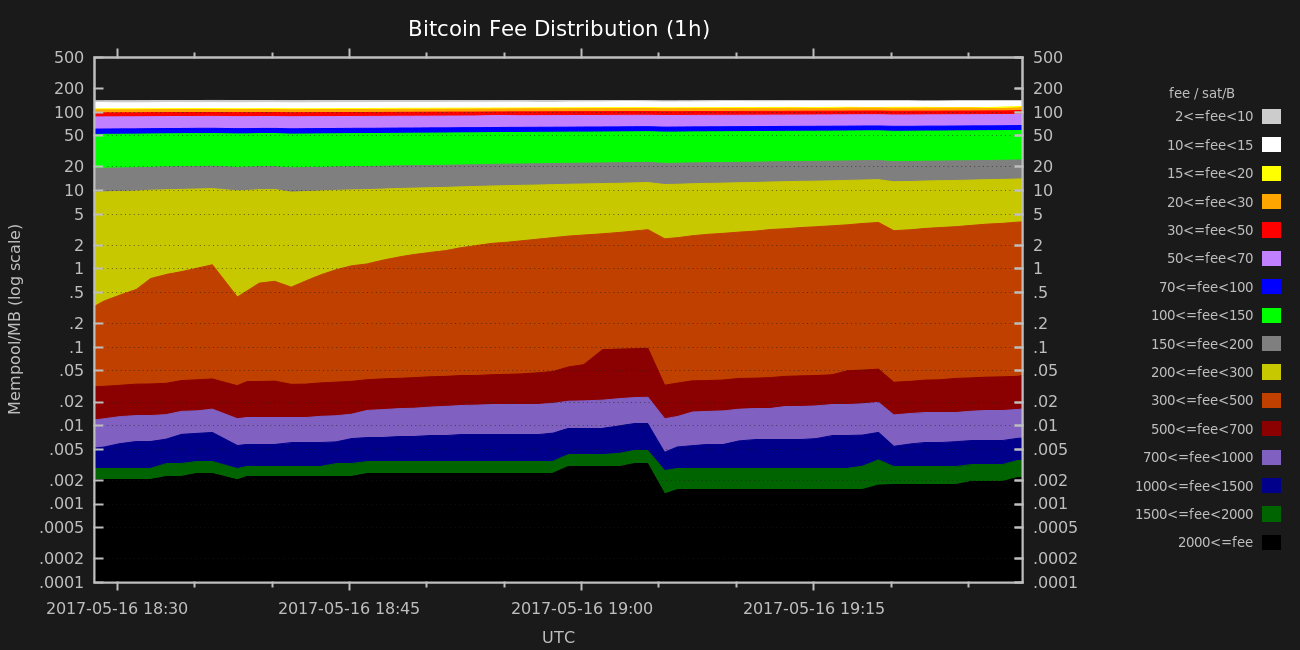 Bitcoin Fee Distribution (1h)
Mempool/MB (log scale)
500
200
100
50
20
10
5
2
1
.5
.2
.1
.05
.02
.01
.005
.002
.001
.0005
.0002
.0001
500
200
100
50
20
10
5
2
1
.5
.2
.1
.05
.02
.01
.005
.002
.001
.0005
.0002
.0001
2017-05-16 18:30 2017-05-16 18:45 2017-05-16 19:00 2017-05-16 19:15
UTC
fee / sat/B
2<=fee<10
10<=fee<15
15<=fee<20
20<=fee<30
30<=fee<50
50<=fee<70
70<=fee<100
100<=fee<150
150<=fee<200
200<=fee<300
300<=fee<500
500<=fee<700
700<=fee<1000
1000<=fee<1500
1500<=fee<2000
2000<=fee